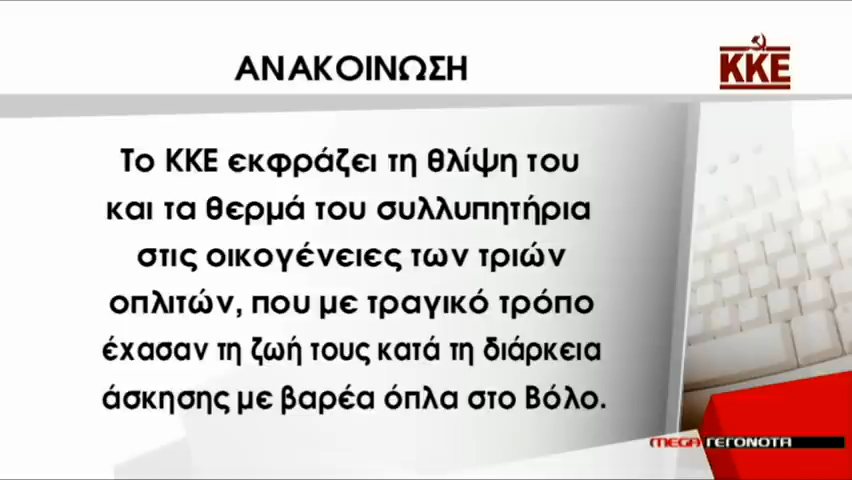 ΑΝΑΚΟΙΝΩΣΗ
ΚΚΕ
Το ΚΚΕ εκφράζει τη θλίψη του
και τα θερμά του συλλυπητήρια
στις οικογένειες των τριών
οπλιτών, που με τραγικό τρόπο
έχασαν τη ζωή τους κατά τη διάρκεια
άσκησης με βαρέα όπλα στο Βόλο.
MEGA ΓΕΓΟΝΟΤΑ